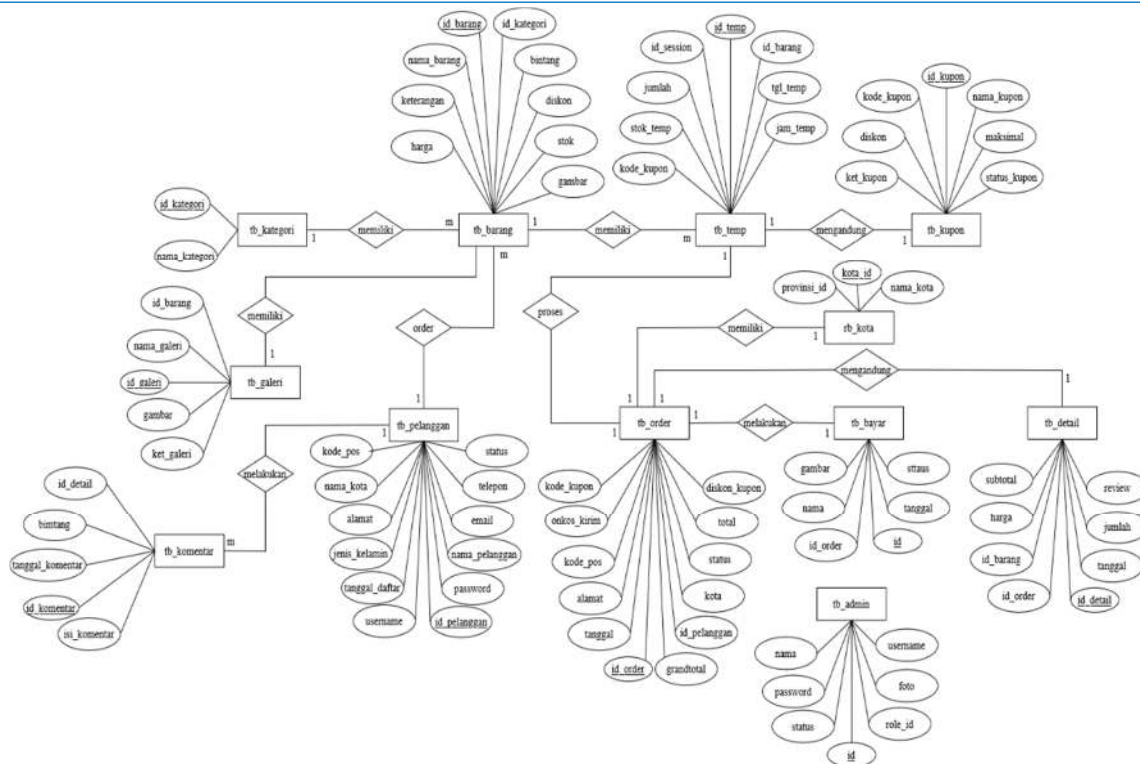 id_barang
id_kategori
nama_barang
bintang
keterangan
diskon
harga
stok
gambar
id_temp
id_session
id_barang
jumlah
tgl_temp
stok_temp
jam_temp
kode_kupon
id_kupon
kode_kupon
nama_kupon
diskon
maksimal
ket_kupon
status_kupon
id_kategori
nama_kategori
tb_kategori
1
memiliki
m
tb_barang
1
memiliki
m
tb_temp
1
mengandung
1
tb_kupon
m
1
id_barang
nama_galeri
id_galeri
gambar
ket_galeri
memiliki
1
tb_galeri
order
1
proses
1
kota_id
provinsi_id
nama_kota
memiliki
1
rb_kota
1
1
mengandung
1
tb_pelanggan
1
tb_order
1
melakukan
1
tb_bayar
tb_detail
melakukan
m
tb_komentar
id_detail
bimtang
tanggal_komentar
id_komentar
isi_komentar
kode_pos
status
nama_kota
telepon
alamat
email
jenis_kelamin
nama_pelanggan
tanggal_daftar
password
username
id_pelanggan
kode_kupon
diskon_kupon
onkos_kirim
total
kode_pos
status
alamat
kota
tanggal
id_pelanggan
id_order
grandtotal
gambar
sttaus
nama
tanggal
id_order
id
subtotal
review
harga
jumlah
id_barang
tanggal
id_order
id_detail
tb_admin
nama
username
password
foto
status
role_id
id